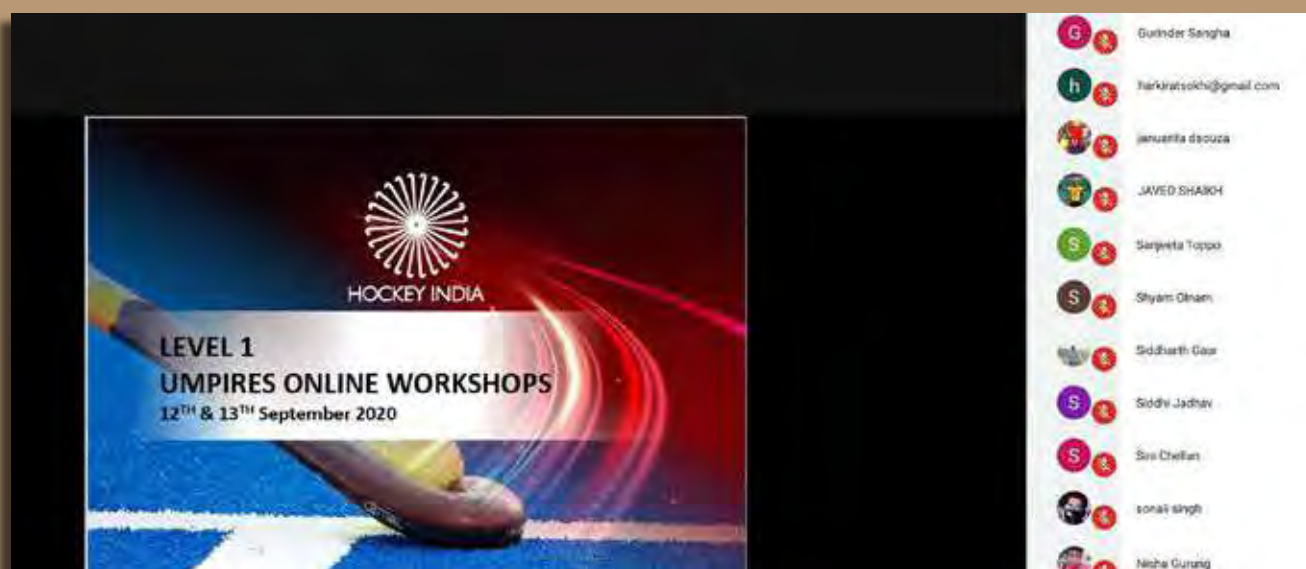 HOCKEY INDIA
LEVEL 1
UMPIRES ONLINE WORKSHOPS
12TH & 13TH September 2020
G Gurinder Sangha
h harkiratsokhi@gmail.com
januarita dsouza
JAVED SHAIKH
S Sanjeeta Toppo
S Shyam Oinam
Siddharth Gaur
S Siddhi Jadhav
S Siva Chellan
sonali singh
Nisha Gurung